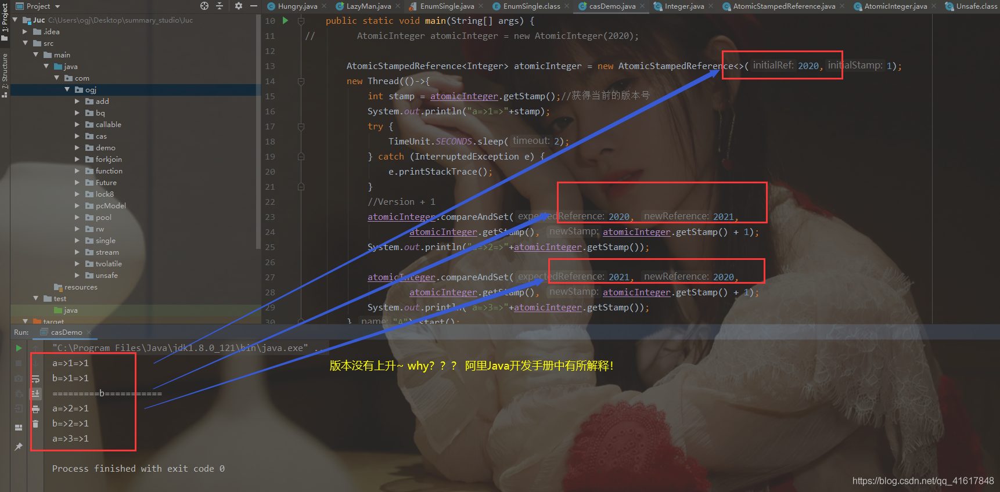 Project
Hungry.java
LazyMan.java
EnumSingle.java
EnumSingle.class
casDemo.java
Integer.java
AtomicStampedReference.java
AtomicInteger.java
Unsafe.class
1: Project
7: Structure
Juc C:\Users\ogj\Desktop\summary_studio\Juc
.idea
src
main
java
com
ogj
add
bq
callable
cas
demo
forkjoin
function
Future
lock8
pcModel
pool
rw
single
stream
tvolatile
unsafe
resources
test
java
target
10 public static void main(String[] args) {
11 // AtomicInteger atomicInteger = new AtomicInteger(2020);
12
13 AtomicStampedReference<Integer> atomicInteger = new AtomicStampedReference<>( initialRef: 2020, initialStamp: 1);
14 new Thread(()->{
15 int stamp = atomicInteger.getStamp();//获得当前的版本号
16 System.out.println("a=>1=>"+stamp);
17 try {
18 TimeUnit.SECONDS.sleep( timeout: 2);
19 } catch (InterruptedException e) {
20 e.printStackTrace();
21 }
22 //Version + 1
23 atomicInteger.compareAndSet( expectedReference: 2020, newReference: 2021,
24 atomicInteger.getStamp(), newStamp: atomicInteger.getStamp() + 1);
25 System.out.println("a=>2=>"+atomicInteger.getStamp());
26
27 atomicInteger.compareAndSet( expectedReference: 2021, newReference: 2020,
28 atomicInteger.getStamp(), newStamp: atomicInteger.getStamp() + 1);
29 System.out.println("a=>3=>"+atomicInteger.getStamp());
30 }, name: "A").start();
Run: casDemo
"C:\Program Files\Java\jdk1.8.0_121\bin\java.exe" ...
a=>1=>1
b=>1=>1
=========b===========
a=>2=>1
b=>2=>1
a=>3=>1
Process finished with exit code 0
版本没有上升~ why？？？ 阿里Java开发手册中有所解释!
https://blog.csdn.net/qq_41617848